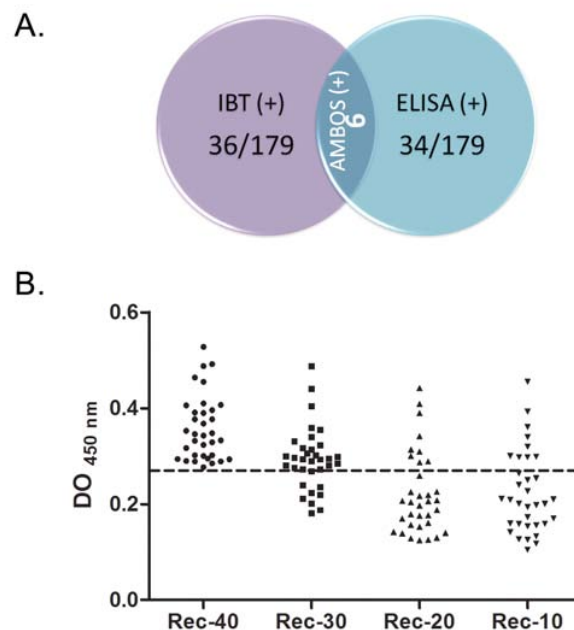 A.
IBT (+)
36/179
AMBOS (+)
9
ELISA (+)
34/179
B.
DO 450 nm
0.6
0.4
0.2
0.0
Rec-40 Rec-30 Rec-20 Rec-10